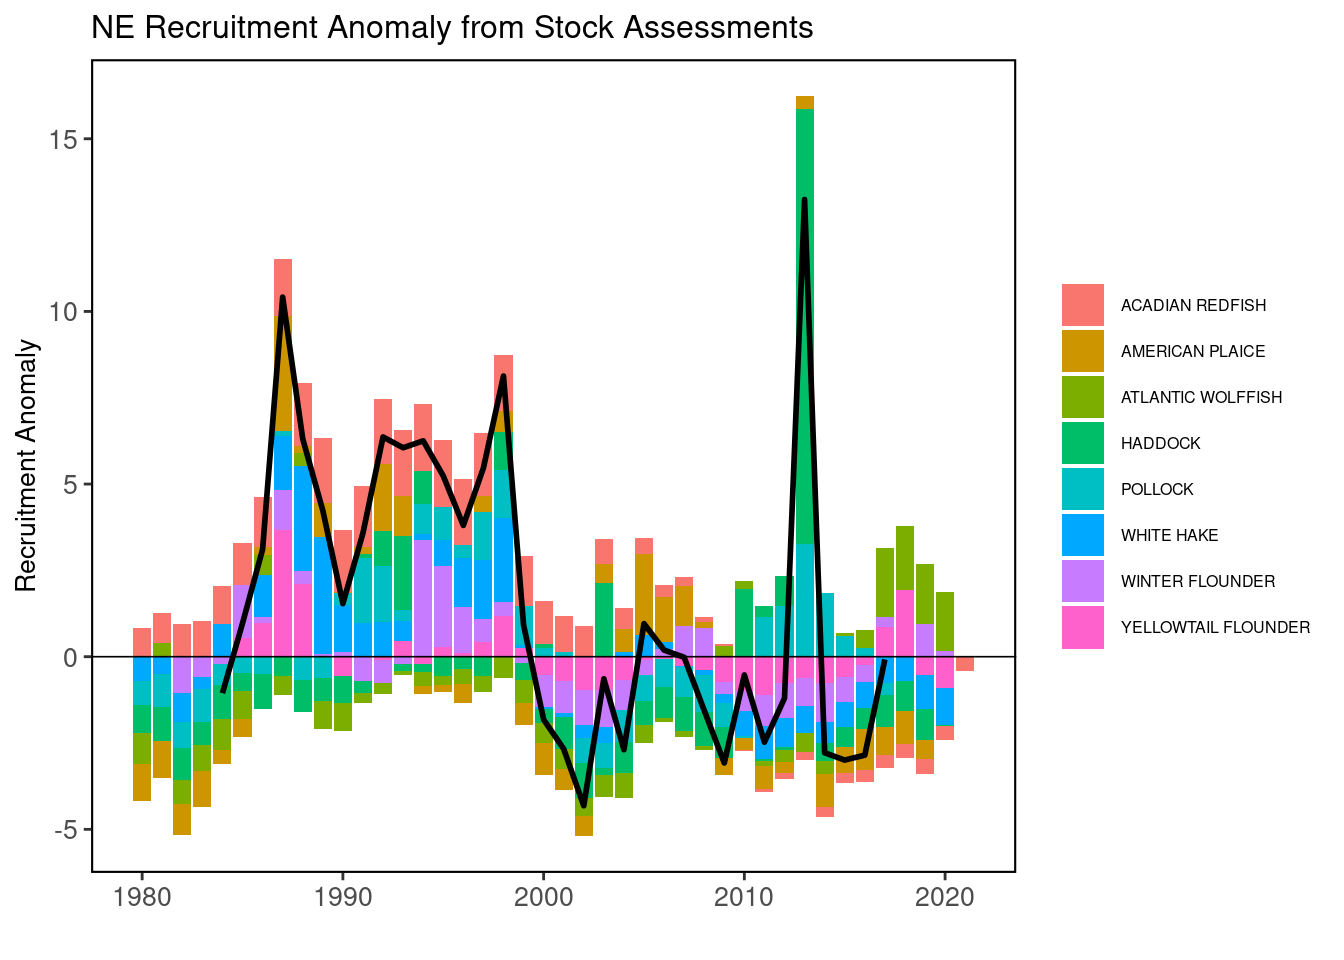 NE Recruitment Anomaly from Stock Assessments
Recruitment Anomaly
15
10
5
0
-5
1980
1990
2000
2010
2020
ACADIAN REDFISH
AMERICAN PLAICE
ATLANTIC WOLFFISH
HADDOCK
POLLOCK
WHITE HAKE
WINTER FLOUNDER
YELLOWTAIL FLOUNDER